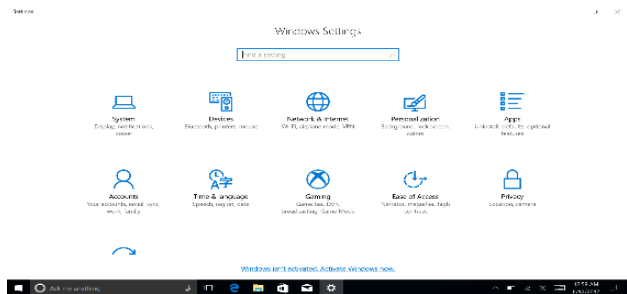 Settings
Windows Settings
Find a setting
System
Display, notifications,
power
Devices
Bluetooth, printers, mouse
Network & Internet
Wi-Fi, airplane mode, VPN
Personalization
Background, lock screen,
colors
Apps
Uninstall, defaults, optional
features
Accounts
Your accounts, email, sync,
work, family
Time & language
Speech, region, date
Gaming
Game bar, DVR,
broadcasting, Game Mode
Ease of Access
Narrator, magnifier, high
contrast
Privacy
Location, camera
Windows isn't activated. Activate Windows now.
Ask me anything
12:59 AM